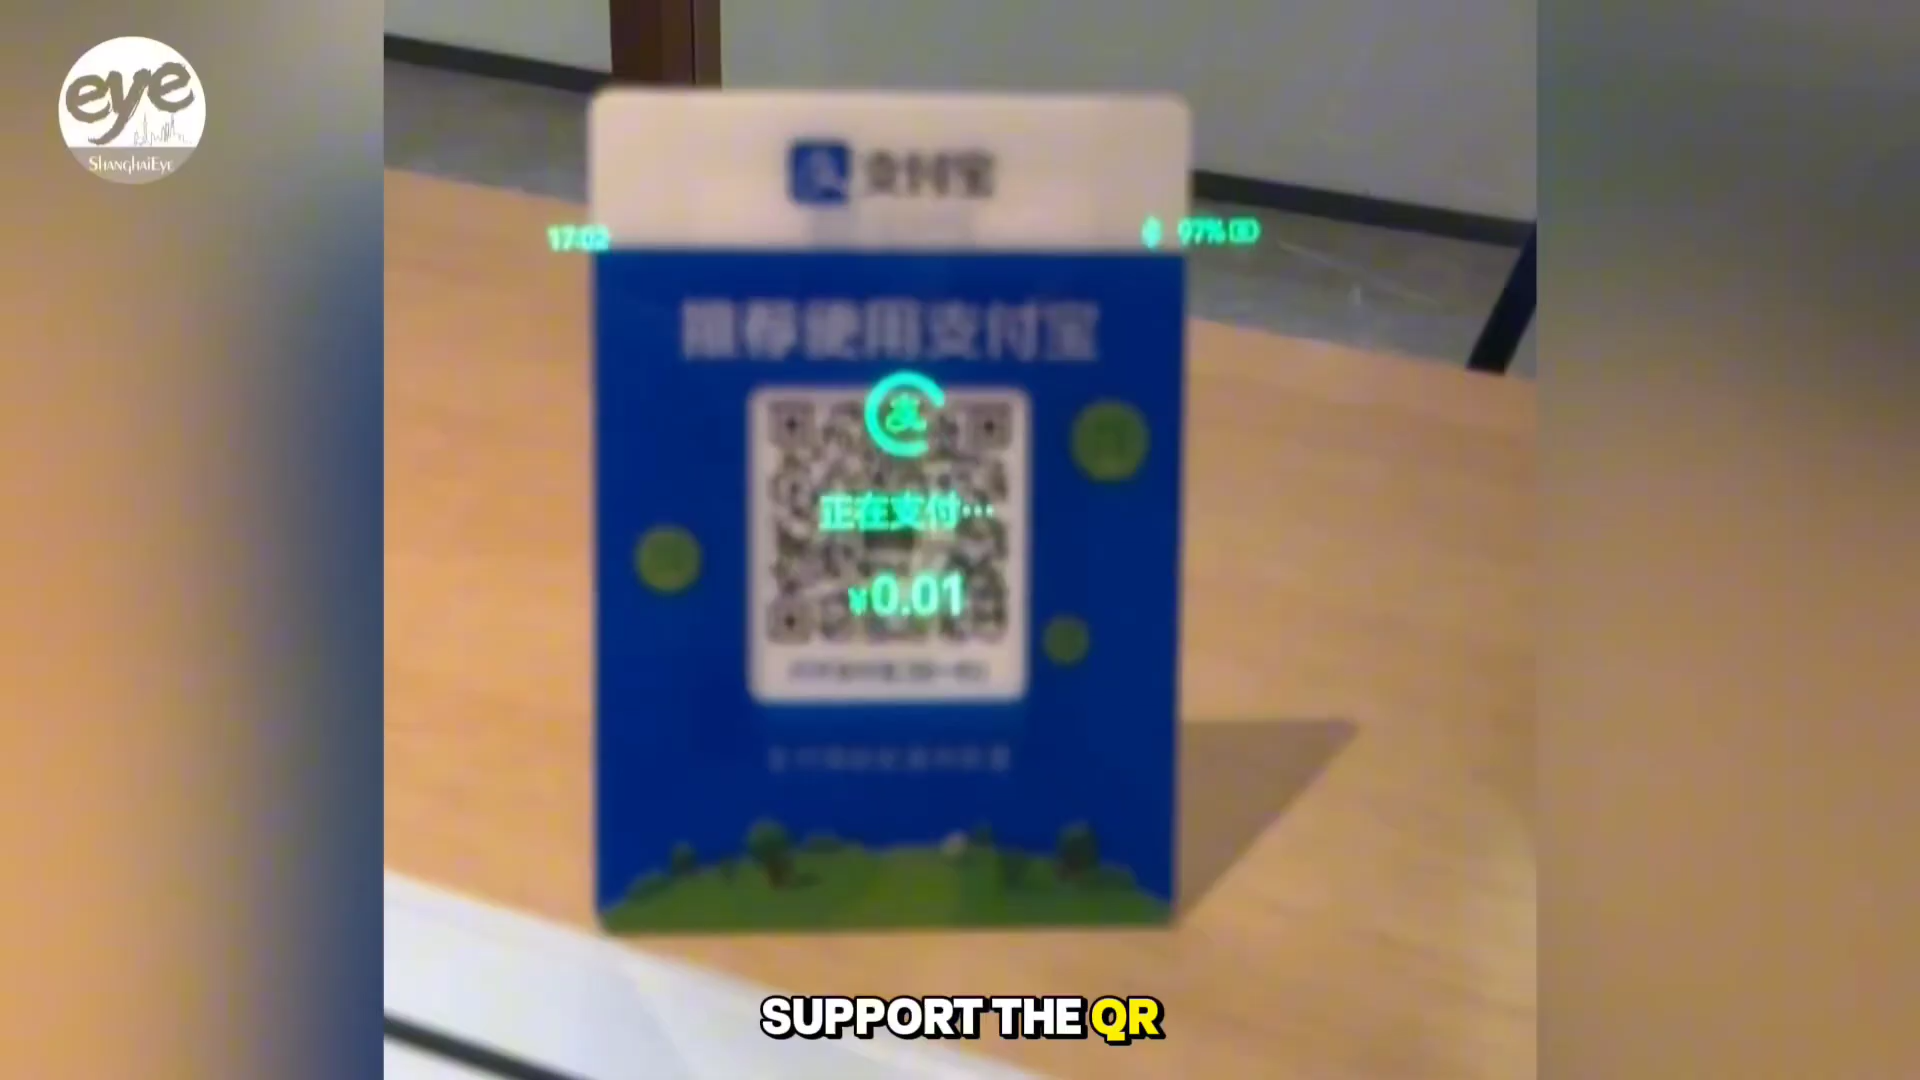 eye
SHANGHAIEYE
支付宝
17:02
97%
推荐使用支付宝
支
正在支付…
¥0.01
SUPPORT THE QR